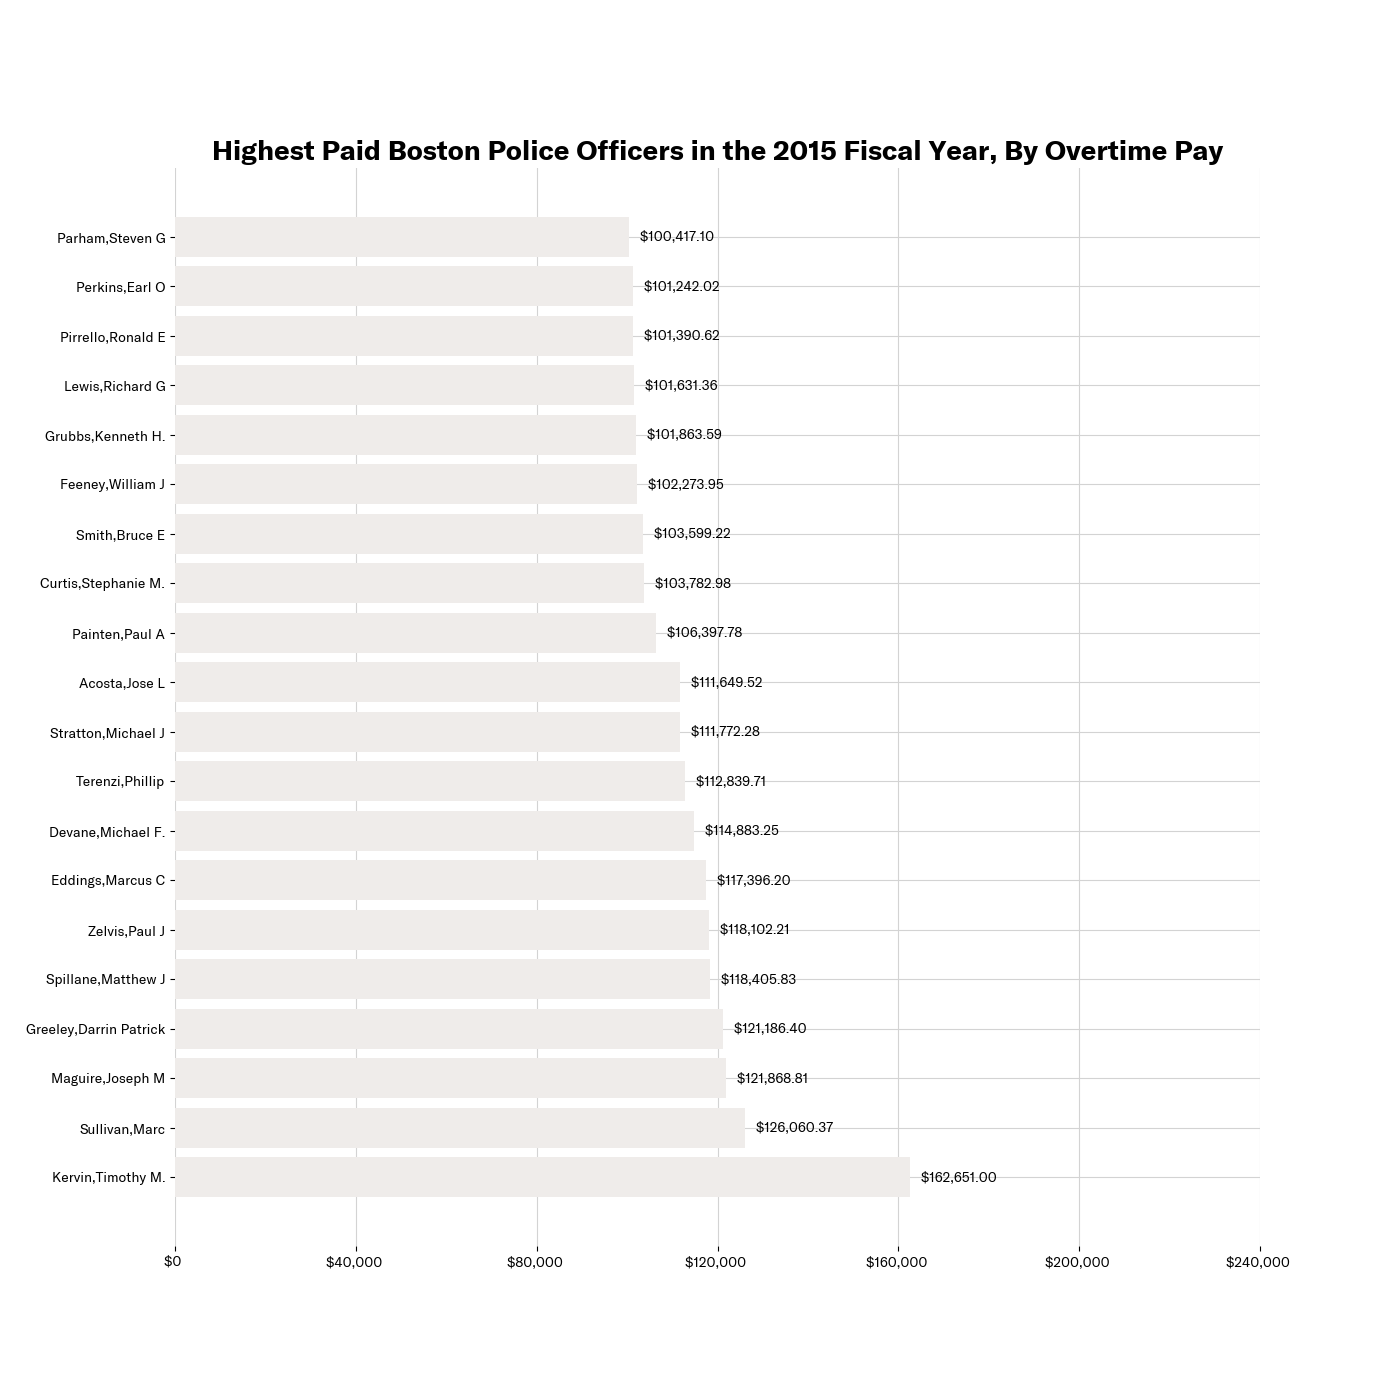 Highest Paid Boston Police Officers in the 2015 Fiscal Year, By Overtime Pay
Parham,Steven G $100,417.10
Perkins,Earl O $101,242.02
Pirrello,Ronald E $101,390.62
Lewis,Richard G $101,631.36
Grubbs,Kenneth H. $101,863.59
Feeney,William J $102,273.95
Smith,Bruce E $103,599.22
Curtis,Stephanie M. $103,782.98
Painten,Paul A $106,397.78
Acosta,Jose L $111,649.52
Stratton,Michael J $111,772.28
Terenzi,Phillip $112,839.71
Devane,Michael F. $114,883.25
Eddings,Marcus C $117,396.20
Zelvis,Paul J $118,102.21
Spillane,Matthew J $118,405.83
Greeley,Darrin Patrick $121,186.40
Maguire,Joseph M $121,868.81
Sullivan,Marc $126,060.37
Kervin,Timothy M. $162,651.00
$0 $40,000 $80,000 $120,000 $160,000 $200,000 $240,000